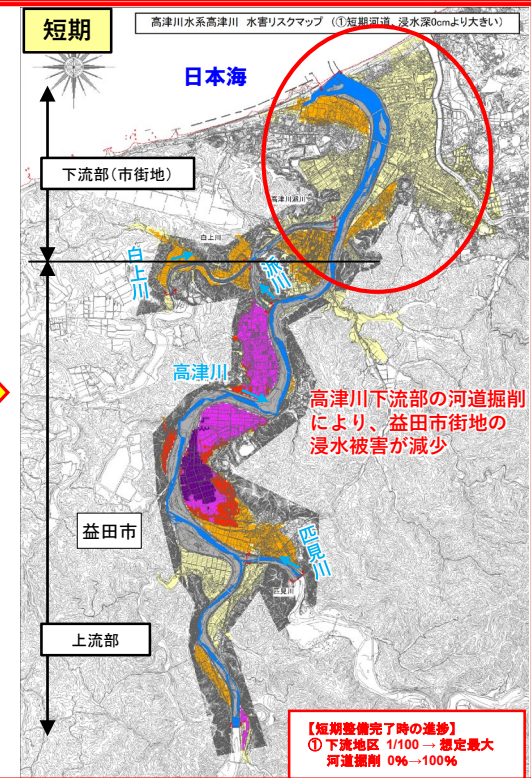 短期
高津川水系高津川 水害リスクマップ （①短期河道、浸水深0cmより大きい）
日本海
下流部(市街地)
高津川派川
白上川
白上川
高津川
高津川下流部の河道掘削
により、益田市街地の
浸水被害が減少
益田市
匹見川
匹見川
上流部
【短期整備完了時の進捗】
① 下流地区 1/100 → 想定最大
河道掘削 0%→100%